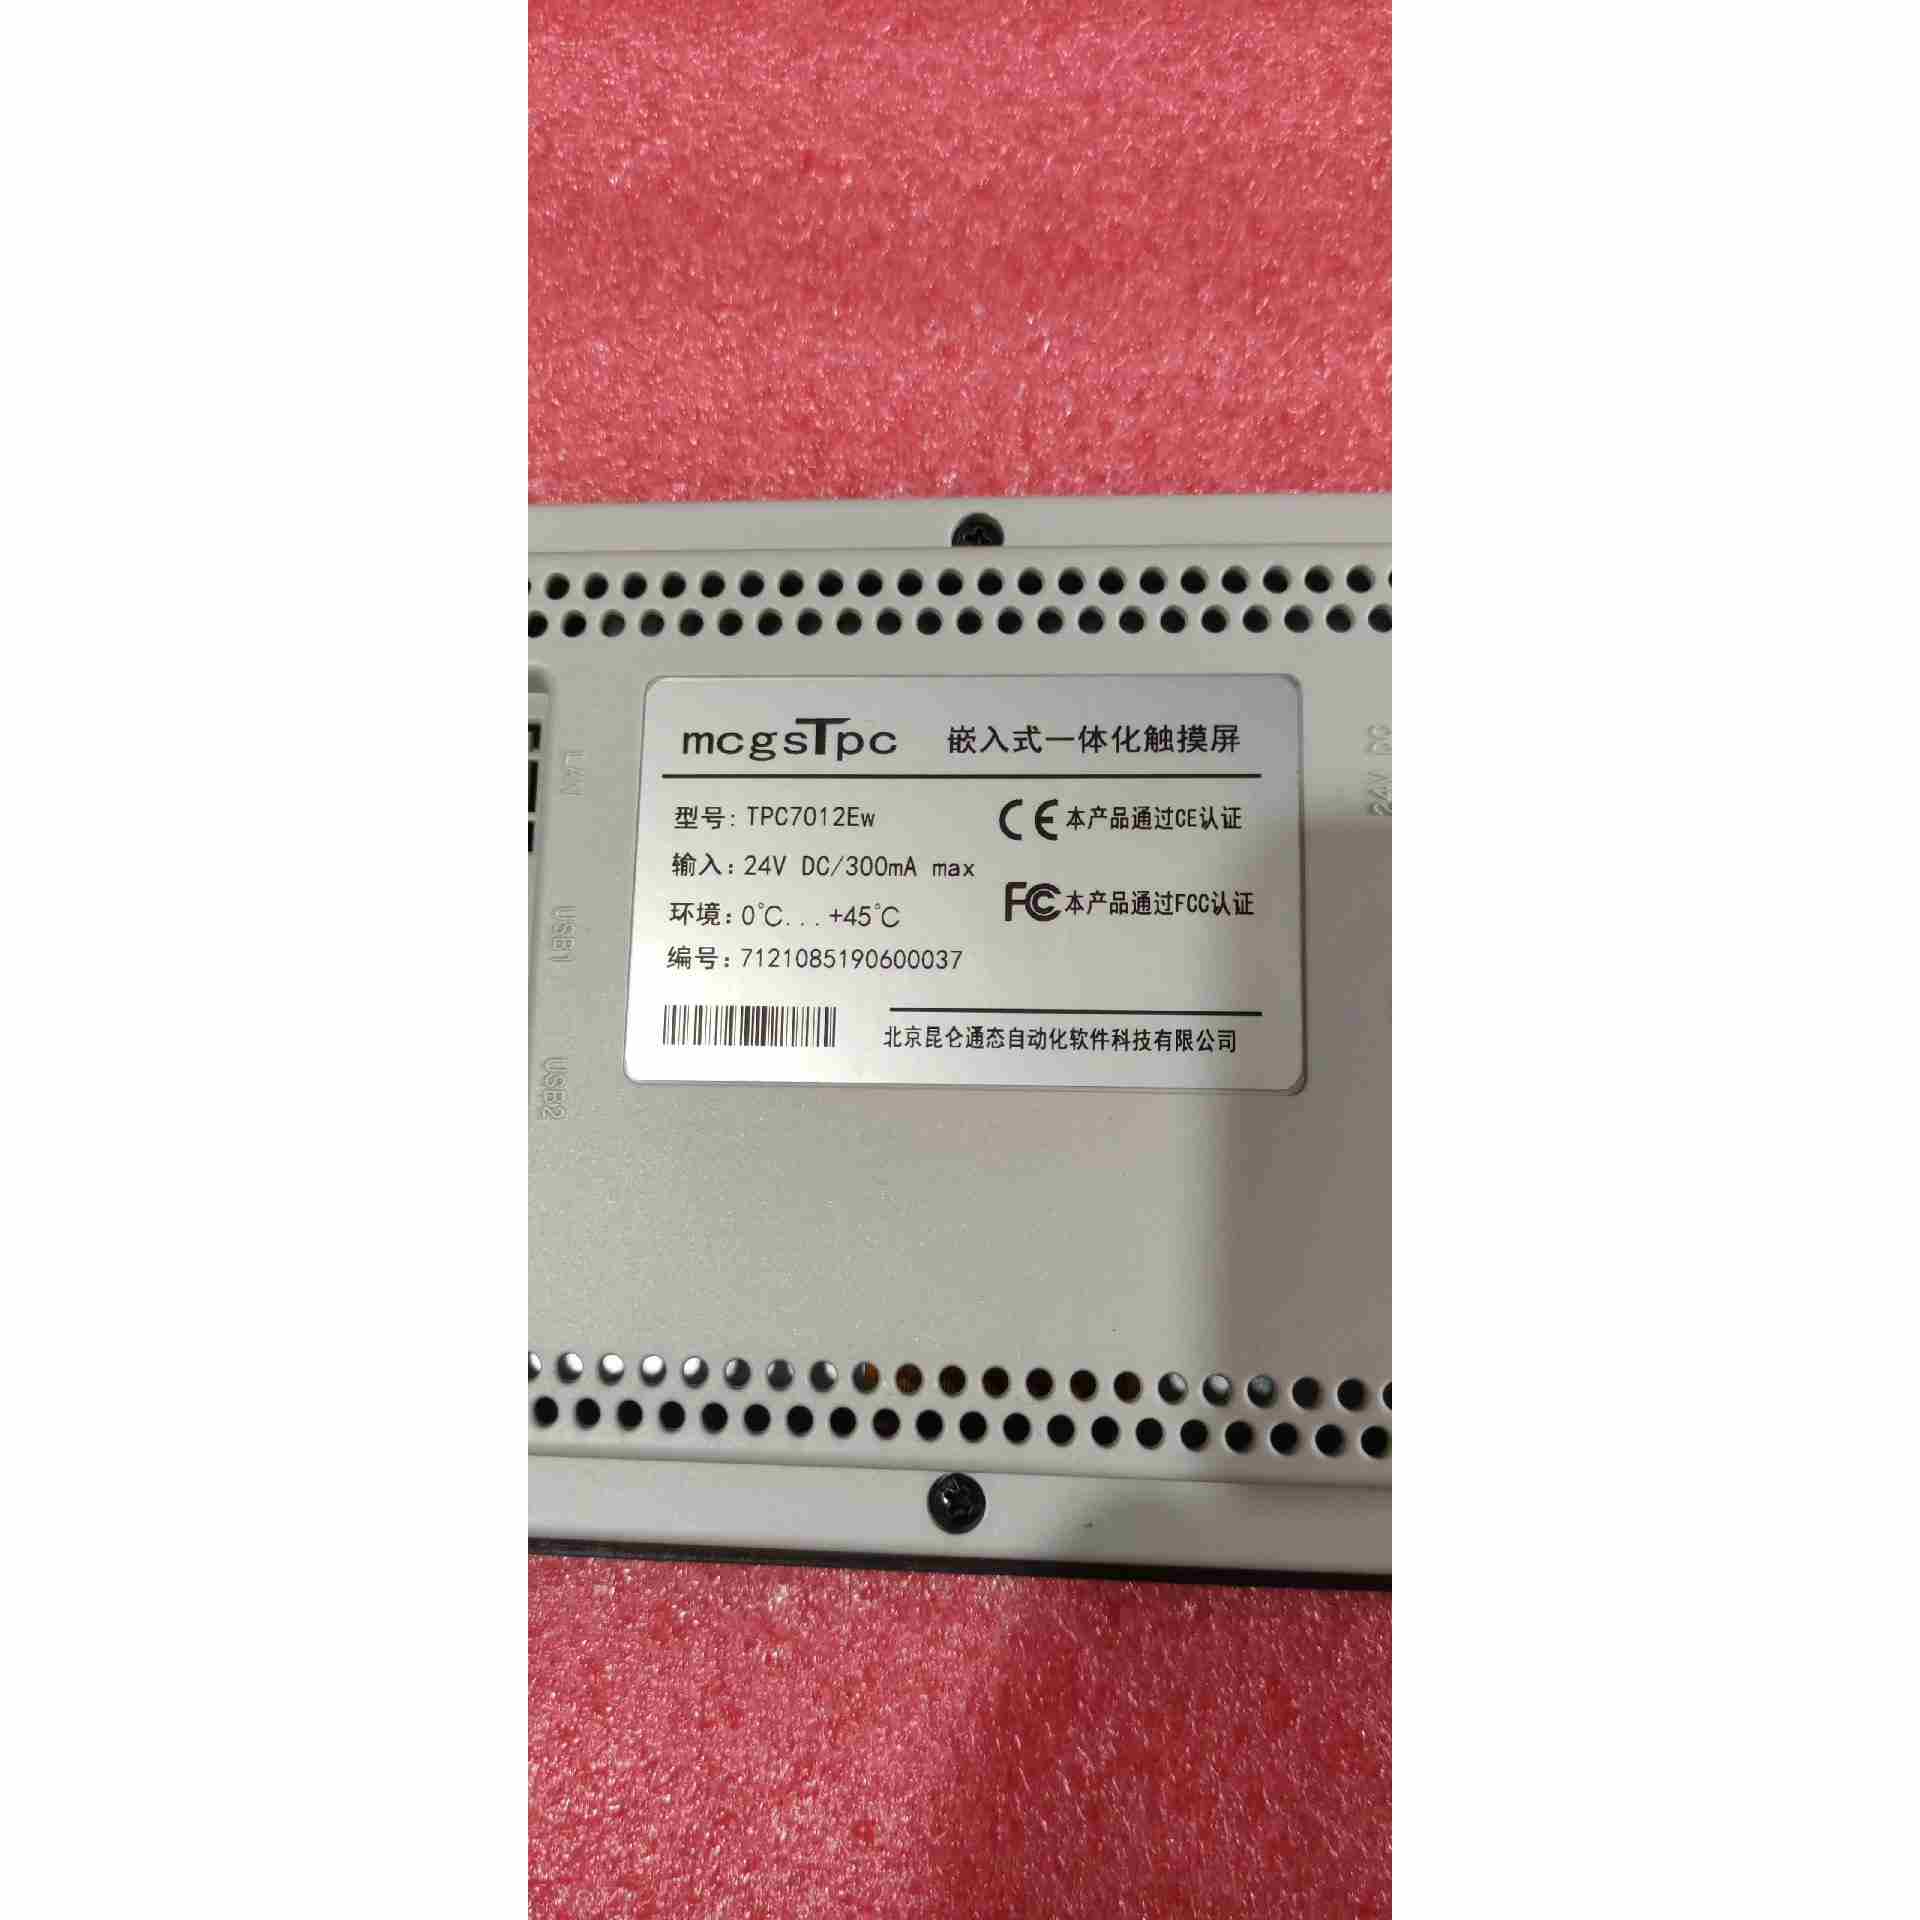 mcgsTpc 嵌入式一体化触摸屏
型号: TPC7012Ew
CE 本产品通过CE认证
输入: 24V DC/300mA max
FC 本产品通过FCC认证
环境: 0℃...+45℃
编号: 7121085190600037
北京昆仑通态自动化软件科技有限公司
LAN
USB1
USB2
24V DC